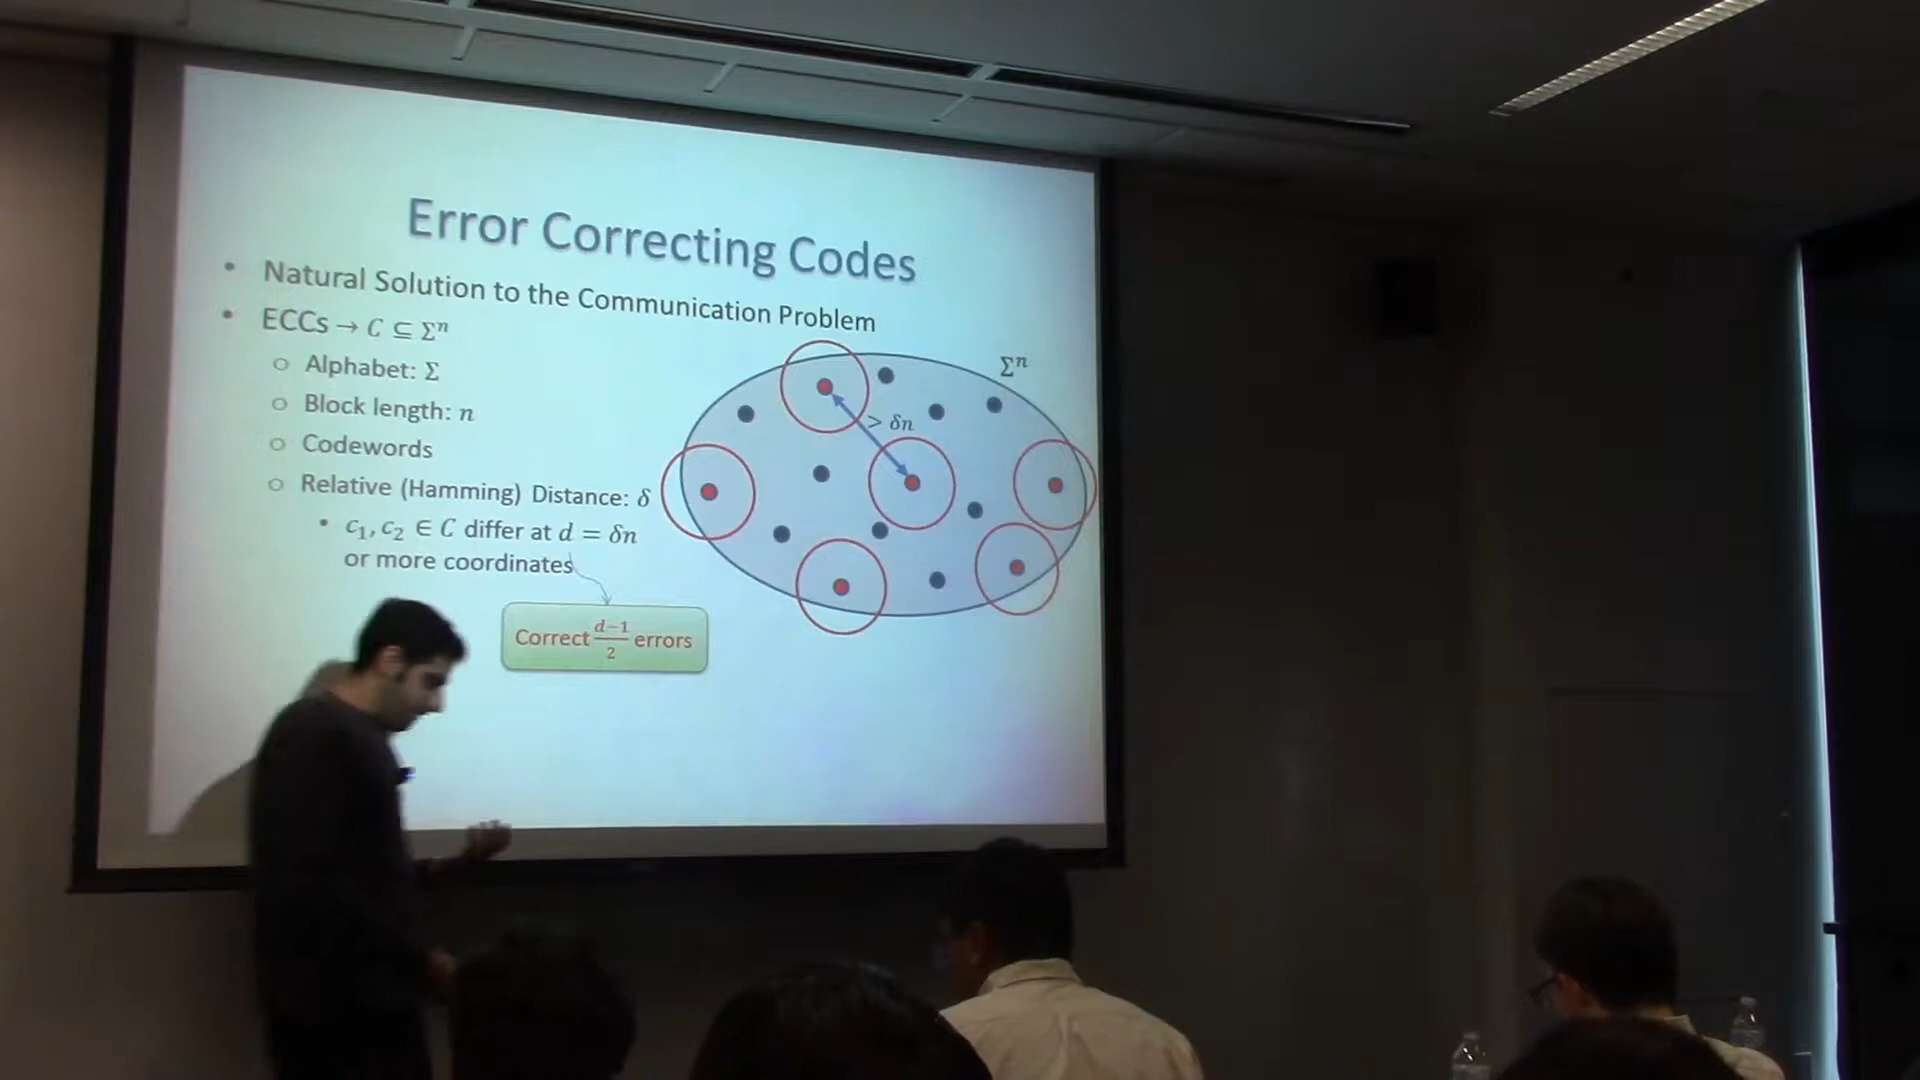 Error Correcting Codes
• Natural Solution to the Communication Problem
• ECCs → C ⊆ Σⁿ
o Alphabet: Σ
o Block length: n
o Codewords
o Relative (Hamming) Distance: δ
• c₁, c₂ ∈ C differ at d = δn
or more coordinates
Correct (d−1)/2 errors
Σⁿ
> δn